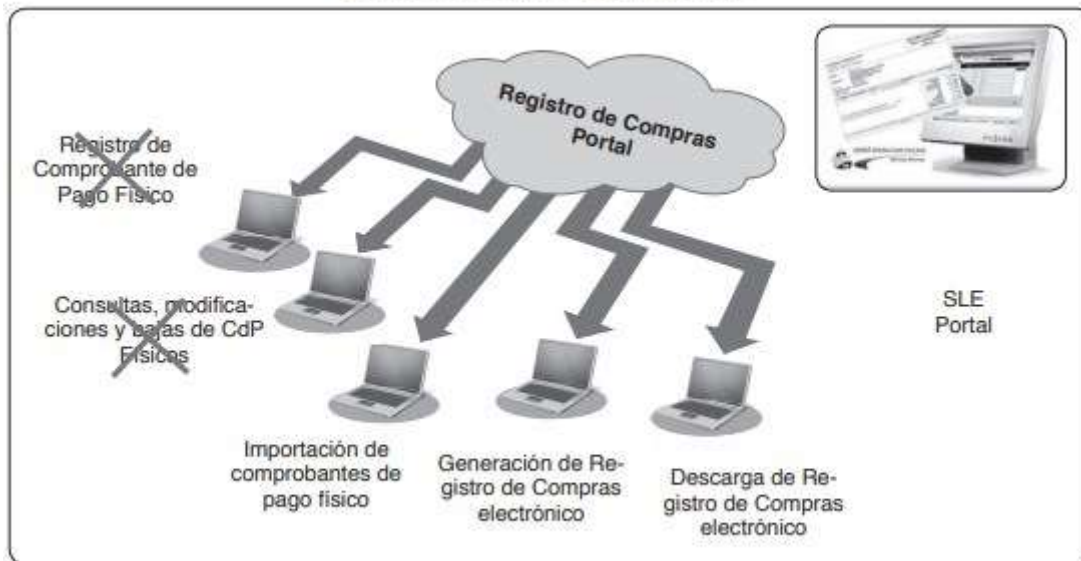 Registro de Compras
Portal
Registro de
Comprobante de
Pago Físico
Consultas, modifica-
ciones y bajas de CdP
Físicos
SLE
Portal
Importación de
comprobantes de
pago físico
Generación de Re-
gistro de Compras
electrónico
Descarga de Re-
gistro de Compras
electrónico